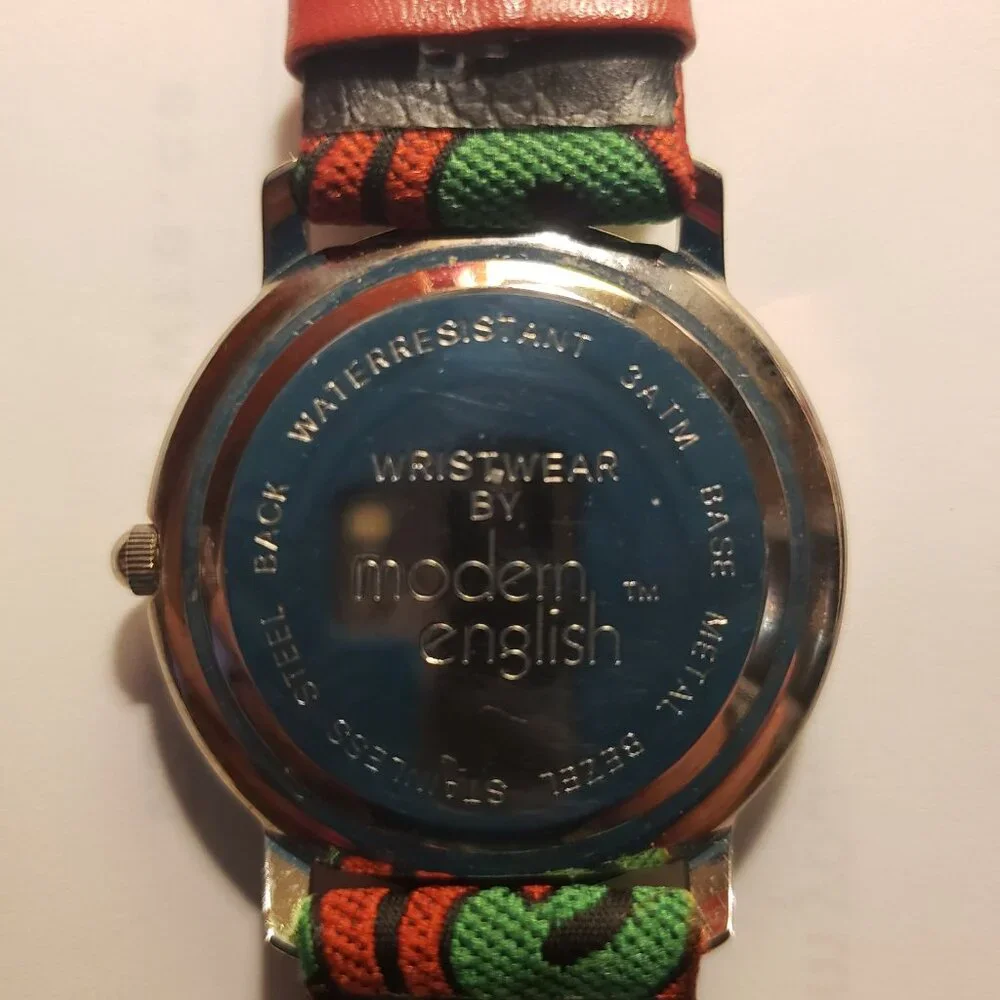 WATERRESISTANT 3ATM BASE METAL BEZEL STAINLESS STEEL BACK
WRISTWEAR
BY
modern
english TM